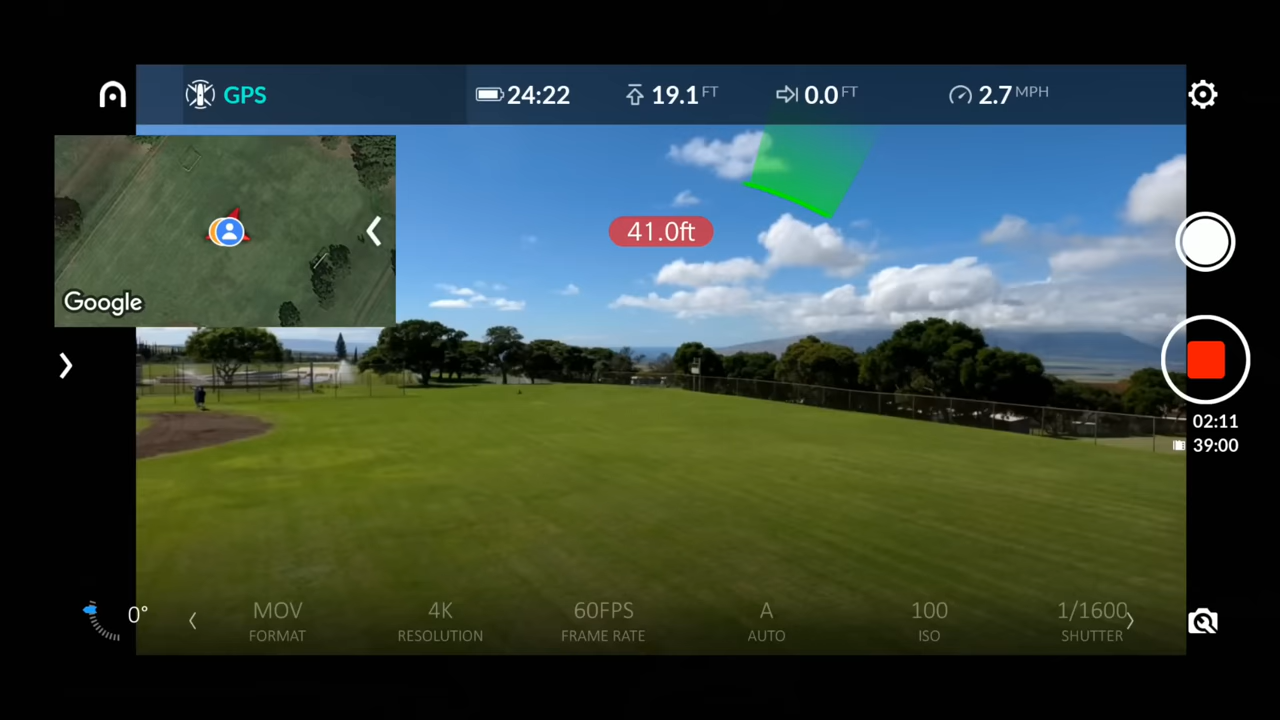 GPS
24:22
19.1 FT
0.0 FT
2.7 MPH
41.0ft
Google
02:11
39:00
0°
MOV
FORMAT
4K
RESOLUTION
60FPS
FRAME RATE
A
AUTO
100
ISO
1/1600
SHUTTER